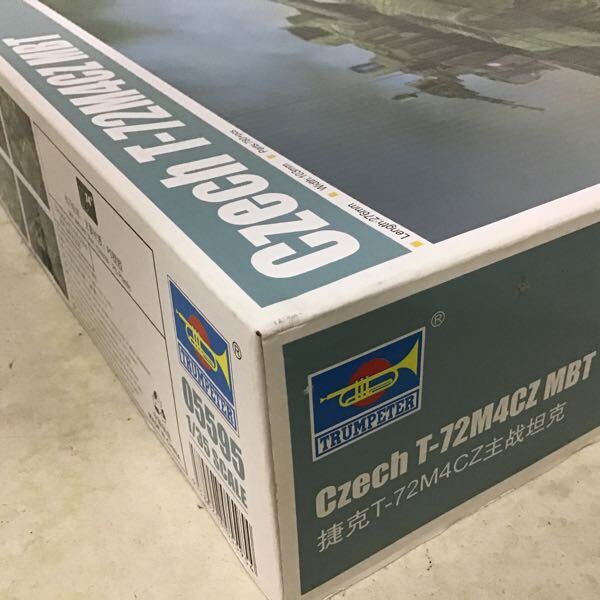 Czech T-72M4CZ MBT
Length:276mm Width:103mm
TRUMPETER
®
05595
1/35 SCALE
®
TRUMPETER
Czech T-72M4CZ MBT
捷克T-72M4CZ主战坦克